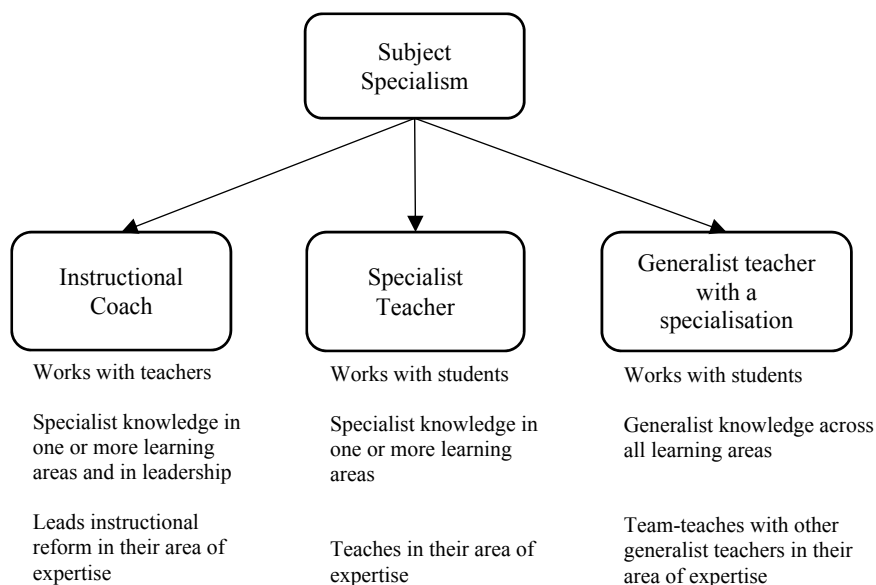 Subject
Specialism
Instructional
Coach
Works with teachers
Specialist knowledge in
one or more learning
areas and in leadership
Leads instructional
reform in their area of
expertise
Specialist
Teacher
Works with students
Specialist knowledge in
one or more learning
areas
Teaches in their area of
expertise
Generalist teacher
with a
specialisation
Works with students
Generalist knowledge across
all learning areas
Team-teaches with other
generalist teachers in their
area of expertise